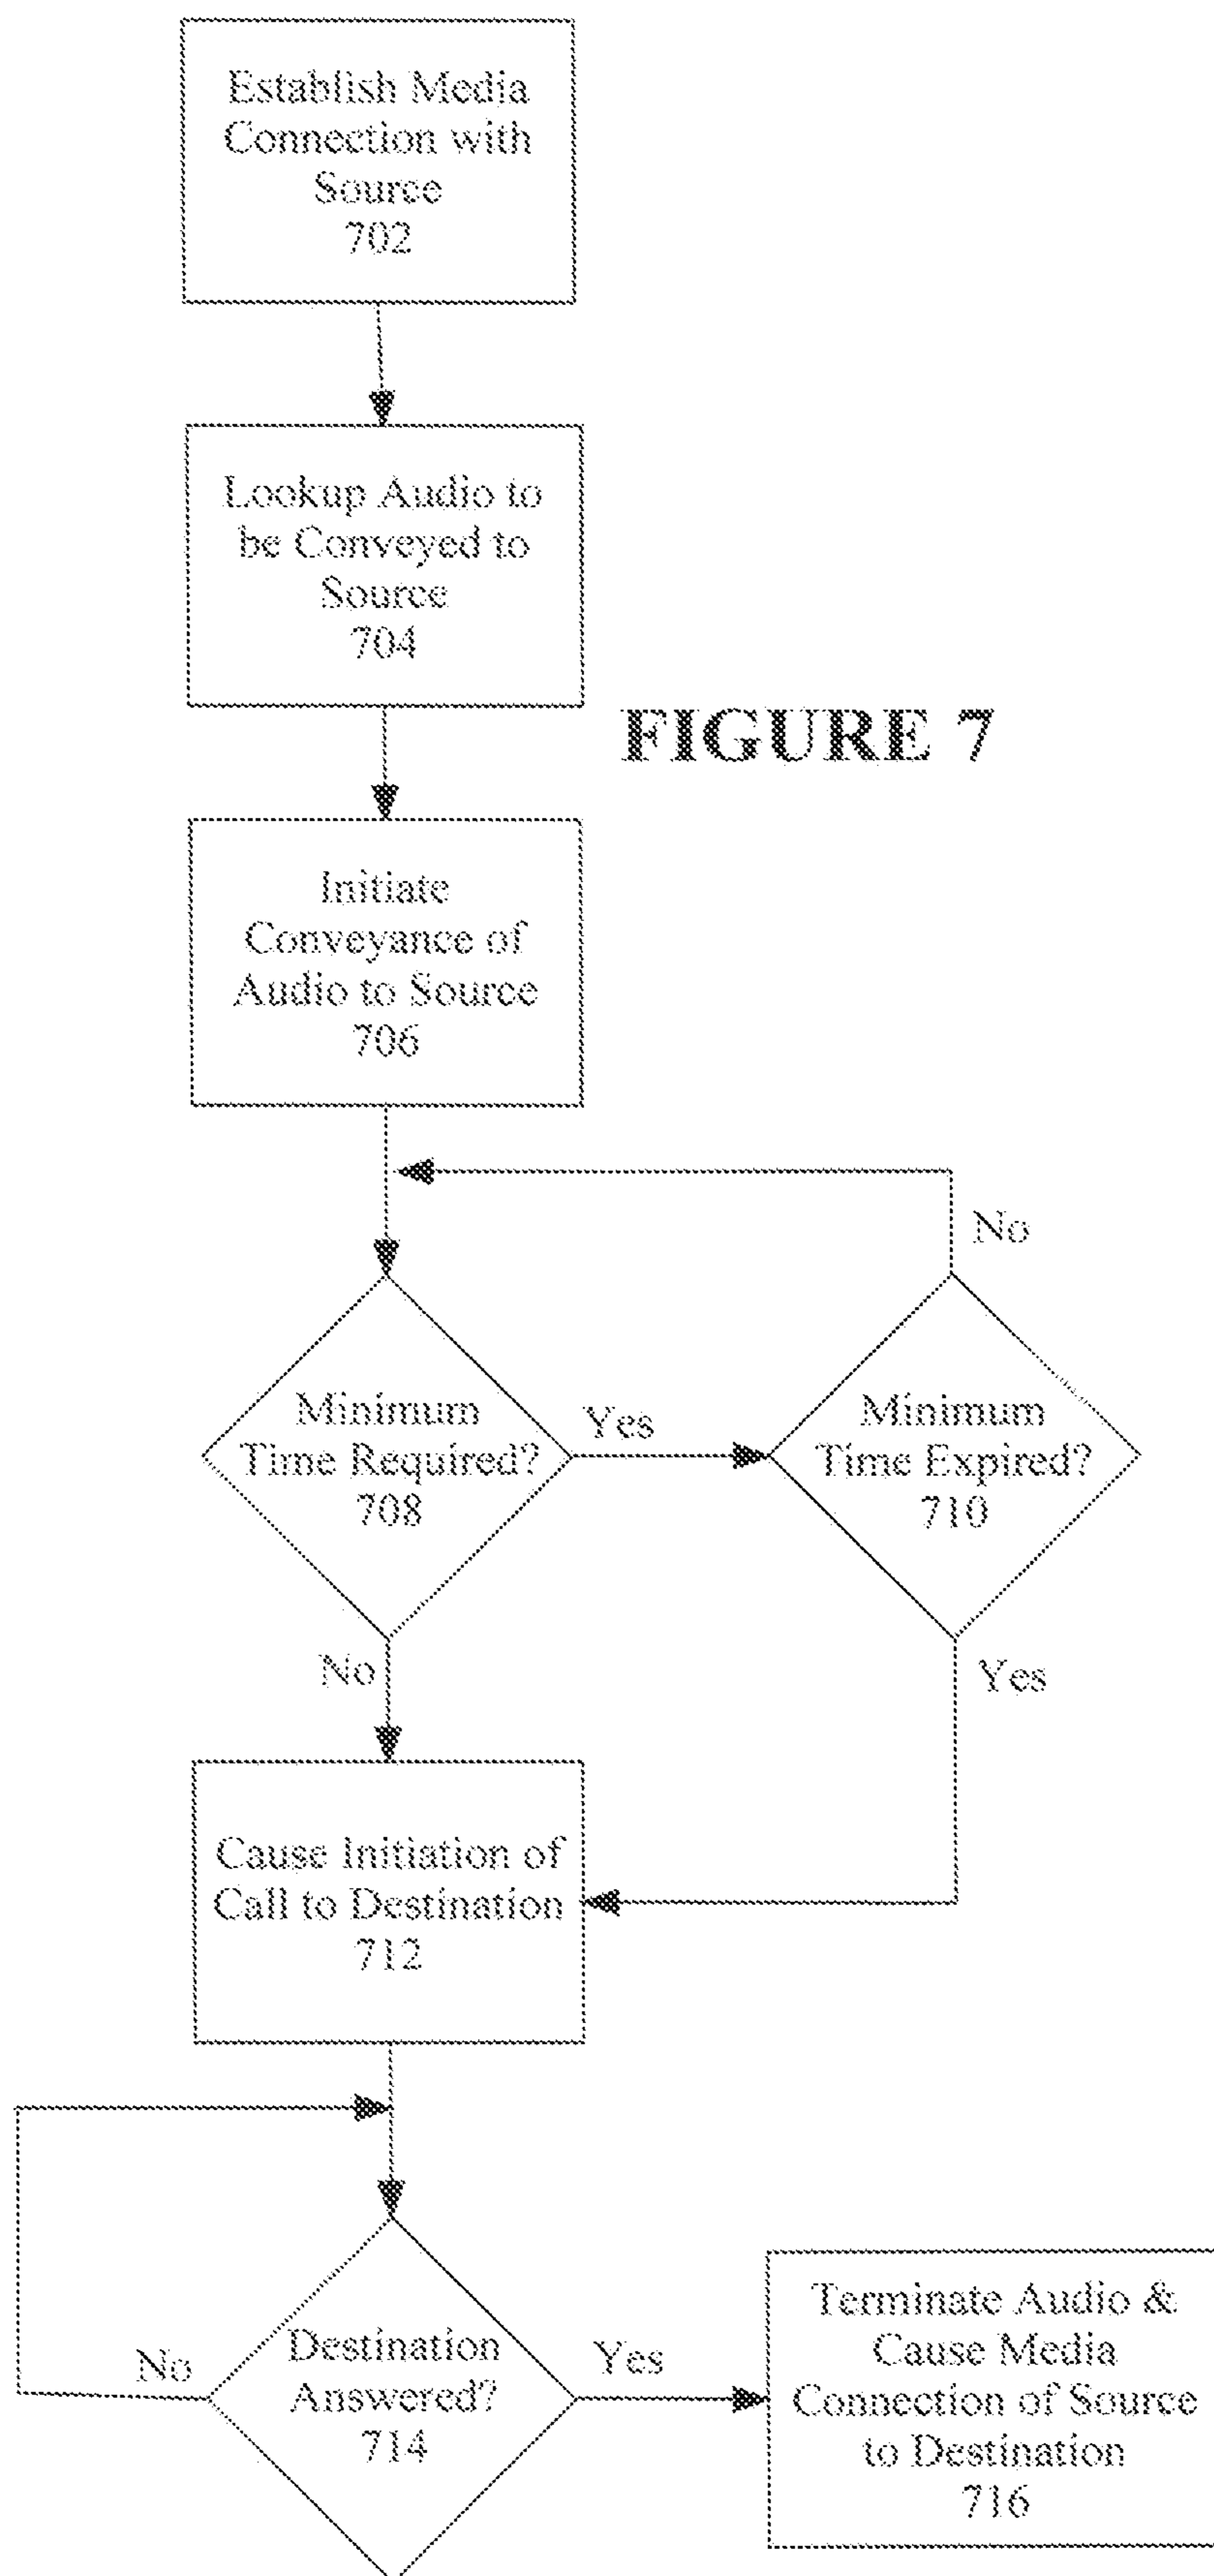 Establish Media
Connection with
Source
702
Lookup Audio to
be Conveyed to
Source
704
FIGURE 7
Initiate
Conveyance of
Audio to Source
706
No
Minimum
Time Required?
708
Yes
Minimum
Time Expired?
710
No
Yes
Cause Initiation of
Call to Destination
712
No
Destination
Answered?
714
Yes
Terminate Audio &
Cause Media
Connection of Source
to Destination
716